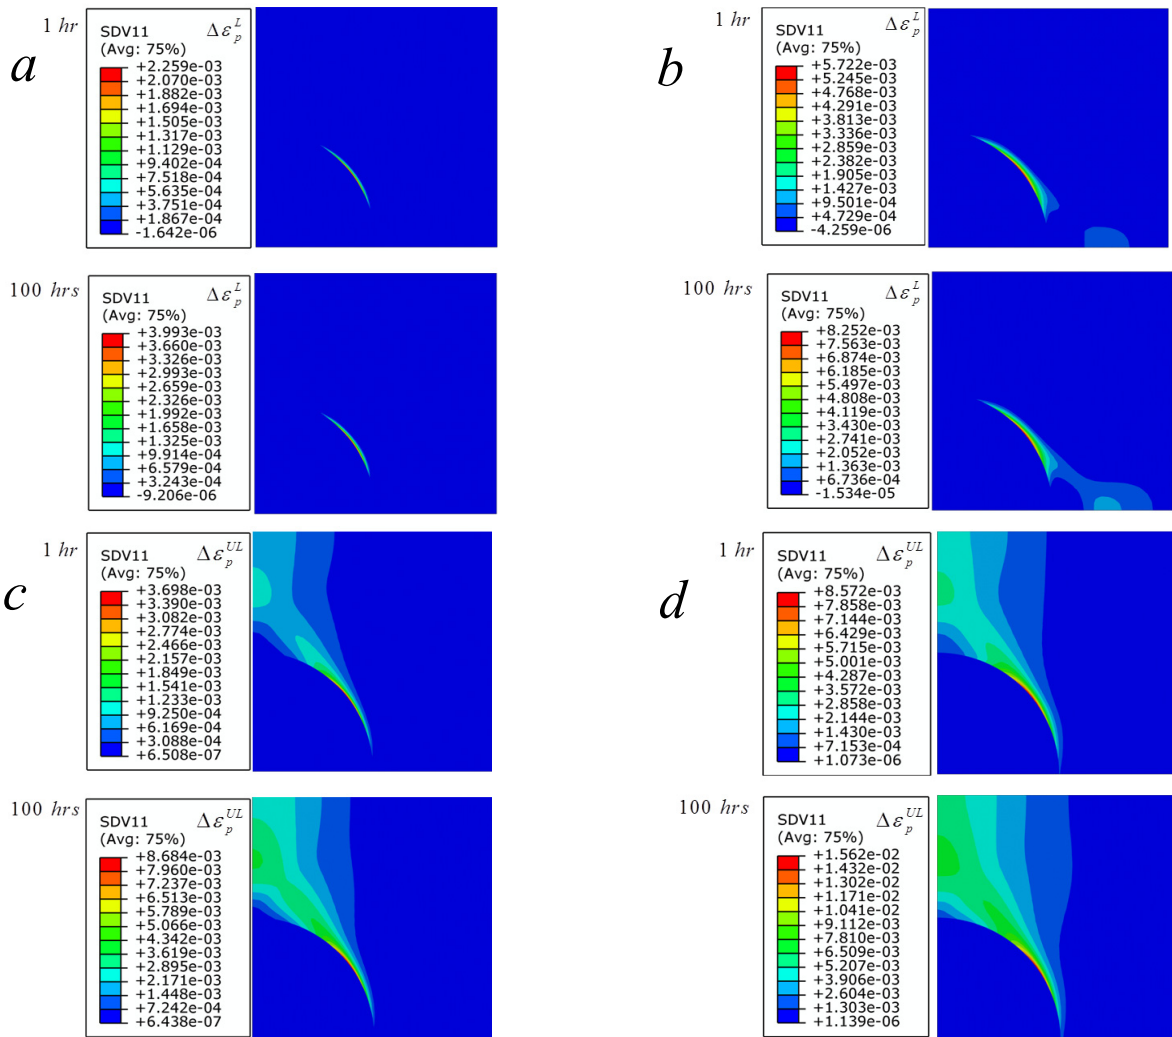 a
1 hr
SDV11 Δε_p^L
(Avg: 75%)
+2.259e-03
+2.070e-03
+1.882e-03
+1.694e-03
+1.505e-03
+1.317e-03
+1.129e-03
+9.402e-04
+7.518e-04
+5.635e-04
+3.751e-04
+1.867e-04
-1.642e-06
100 hrs
SDV11 Δε_p^L
(Avg: 75%)
+3.993e-03
+3.660e-03
+3.326e-03
+2.993e-03
+2.659e-03
+2.326e-03
+1.992e-03
+1.658e-03
+1.325e-03
+9.914e-04
+6.579e-04
+3.243e-04
-9.206e-06
b
1 hr
SDV11 Δε_p^L
(Avg: 75%)
+5.722e-03
+5.245e-03
+4.768e-03
+4.291e-03
+3.813e-03
+3.336e-03
+2.859e-03
+2.382e-03
+1.905e-03
+1.427e-03
+9.501e-04
+4.729e-04
-4.259e-06
100 hrs
SDV11 Δε_p^L
(Avg: 75%)
+8.252e-03
+7.563e-03
+6.874e-03
+6.185e-03
+5.497e-03
+4.808e-03
+4.119e-03
+3.430e-03
+2.741e-03
+2.052e-03
+1.363e-03
+6.736e-04
-1.534e-05
c
1 hr
SDV11 Δε_p^UL
(Avg: 75%)
+3.698e-03
+3.390e-03
+3.082e-03
+2.774e-03
+2.466e-03
+2.157e-03
+1.849e-03
+1.541e-03
+1.233e-03
+9.250e-04
+6.169e-04
+3.088e-04
+6.508e-07
100 hrs
SDV11 Δε_p^UL
(Avg: 75%)
+8.684e-03
+7.960e-03
+7.237e-03
+6.513e-03
+5.789e-03
+5.066e-03
+4.342e-03
+3.619e-03
+2.895e-03
+2.171e-03
+1.448e-03
+7.242e-04
+6.438e-07
d
1 hr
SDV11 Δε_p^UL
(Avg: 75%)
+8.572e-03
+7.858e-03
+7.144e-03
+6.429e-03
+5.715e-03
+5.001e-03
+4.287e-03
+3.572e-03
+2.858e-03
+2.144e-03
+1.430e-03
+7.153e-04
+1.073e-06
100 hrs
SDV11 Δε_p^UL
(Avg: 75%)
+1.562e-02
+1.432e-02
+1.302e-02
+1.171e-02
+1.041e-02
+9.112e-03
+7.810e-03
+6.509e-03
+5.207e-03
+3.906e-03
+2.604e-03
+1.303e-03
+1.139e-06